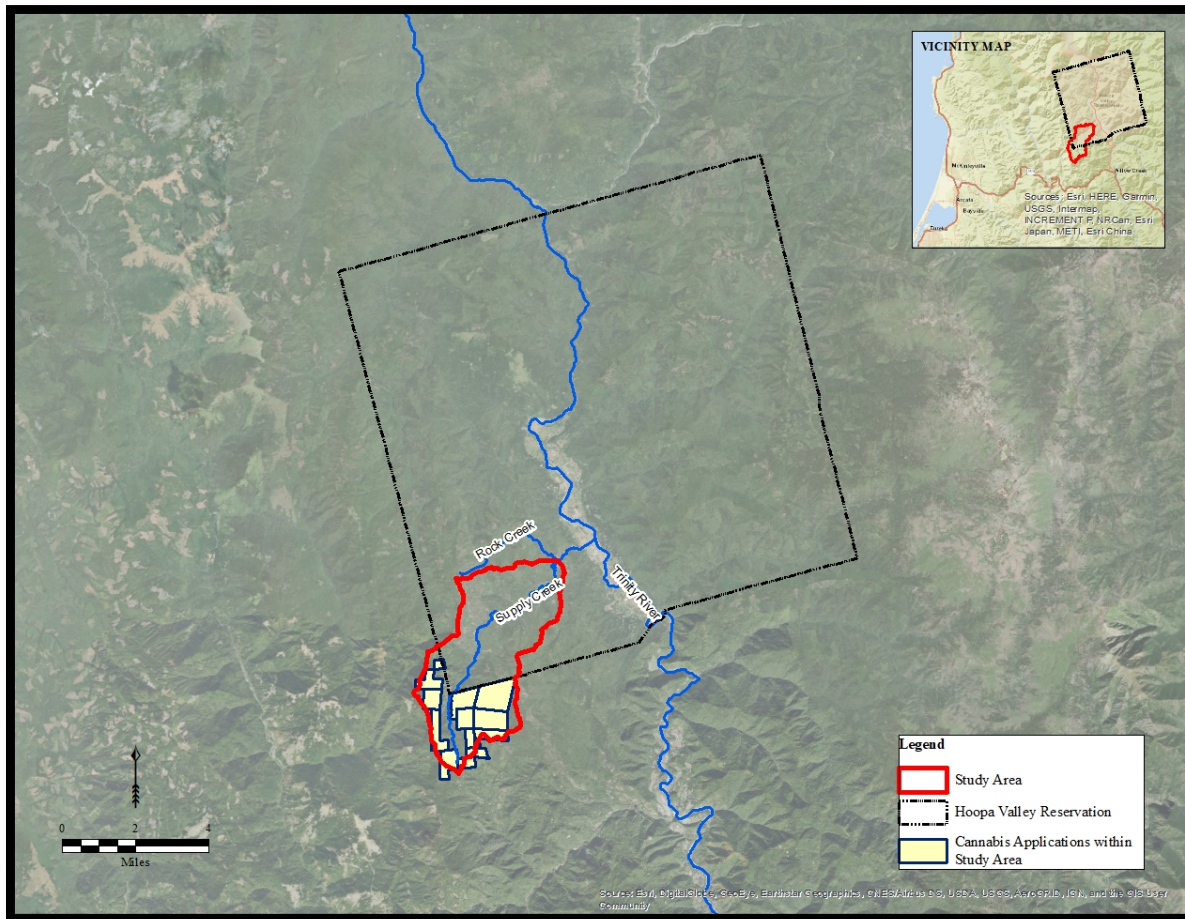 VICINITY MAP
McKinleyville
Willow Creek
Arcata
Bayside
Eureka
Sources: Esri, HERE, Garmin,
USGS, Intermap,
INCREMENT P, NRCan, Esri
Japan, METI, Esri China
Rock Creek
Supply Creek
Trinity River
0 2 4
Miles
Legend
Study Area
Hoopa Valley Reservation
Cannabis Applications within
Study Area
Sources: Esri, DigitalGlobe, GeoEye, Earthstar Geographics, CNES/Airbus DS, USDA, USGS, AeroGRID, IGN, and the GIS User
Community